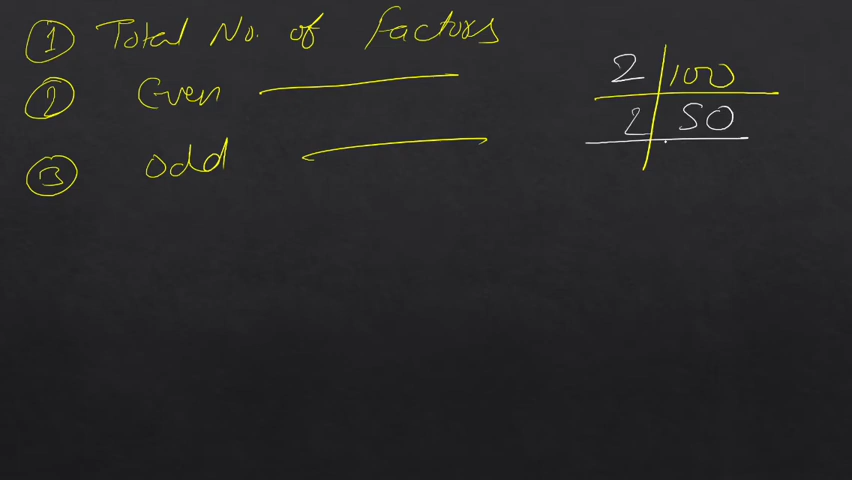 ① Total No. of Factors
② Even
③ odd
2 100
2 50